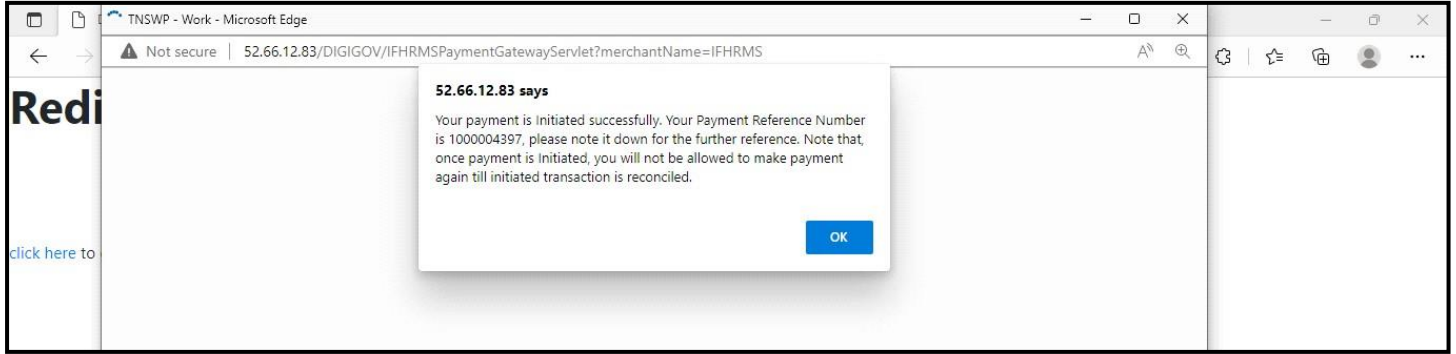 TNSWP - Work - Microsoft Edge
Not secure | 52.66.12.83/DIGIGOV/IFHRMSPaymentGatewayServlet?merchantName=IFHRMS
Redi
52.66.12.83 says
Your payment is Initiated successfully. Your Payment Reference Number
is 1000004397, please note it down for the further reference. Note that,
once payment is Initiated, you will not be allowed to make payment
again till initiated transaction is reconciled.
OK
click here to